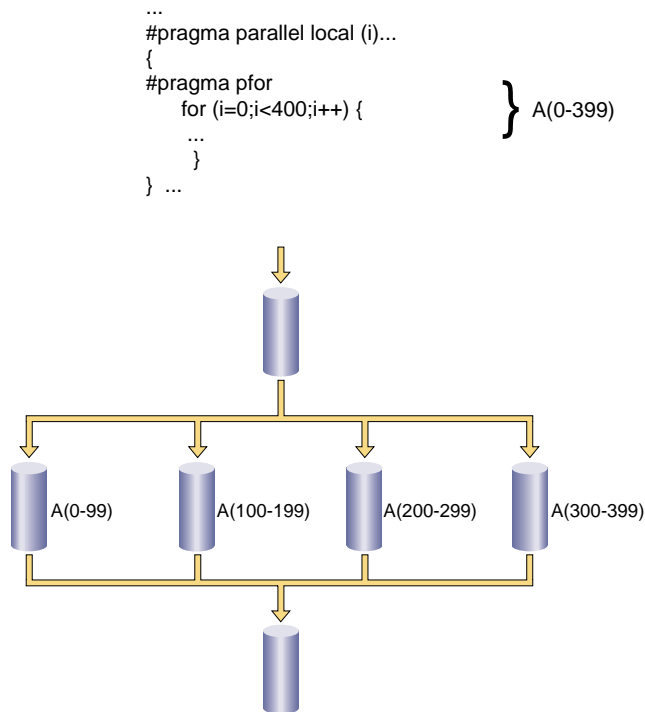 ...
#pragma parallel local (i)...
{
#pragma pfor
for (i=0;i<400;i++) {
} A(0-399)
...
}
} ...
A(0-99)
A(100-199)
A(200-299)
A(300-399)